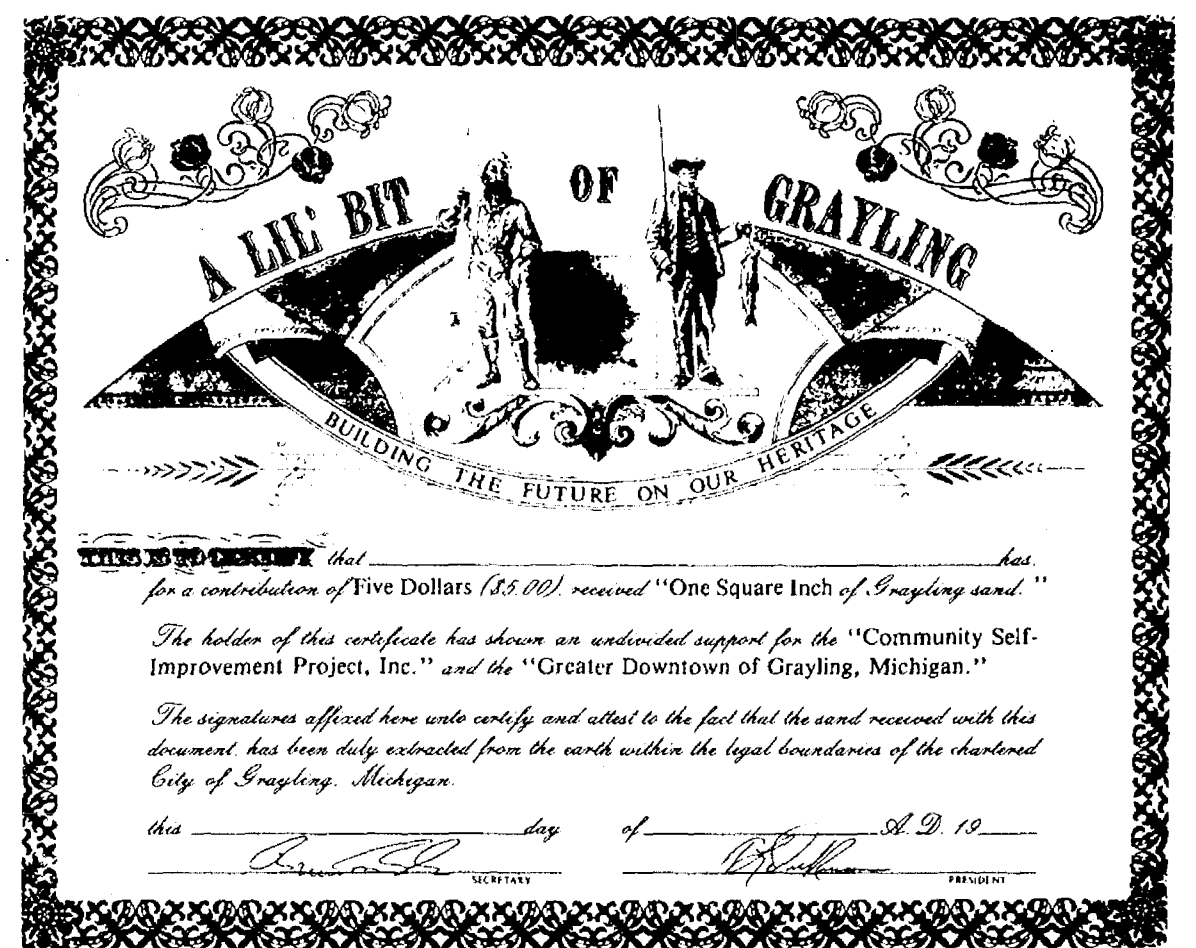 A LIL' BIT OF GRAYLING
BUILDING THE FUTURE ON OUR HERITAGE
THIS IS TO CERTIFY that has,
for a contribution of Five Dollars ($5.00), received "One Square Inch of Grayling sand."
The holder of this certificate has shown an undivided support for the "Community Self-
Improvement Project, Inc." and the "Greater Downtown of Grayling, Michigan."
The signatures affixed here unto certify and attest to the fact that the sand received with this
document, has been duly extracted from the earth within the legal boundaries of the chartered
City of Grayling, Michigan.
this day of A.D. 19
SECRETARY PRESIDENT